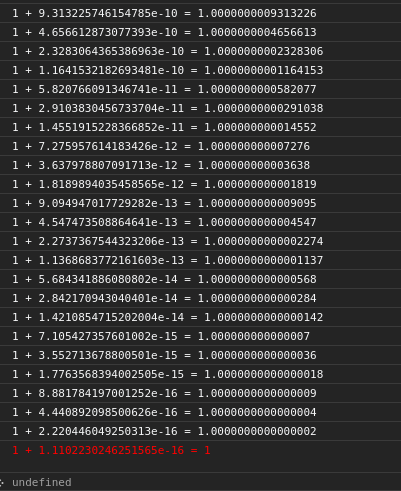 1 + 9.313225746154785e-10 = 1.0000000009313226
1 + 4.656612873077393e-10 = 1.0000000004656613
1 + 2.3283064365386963e-10 = 1.0000000002328306
1 + 1.1641532182693481e-10 = 1.0000000001164153
1 + 5.820766091346741e-11 = 1.0000000000582077
1 + 2.9103830456733704e-11 = 1.0000000000291038
1 + 1.4551915228366852e-11 = 1.000000000014552
1 + 7.275957614183426e-12 = 1.000000000007276
1 + 3.637978807091713e-12 = 1.000000000003638
1 + 1.8189894035458565e-12 = 1.000000000001819
1 + 9.094947017729282e-13 = 1.0000000000009095
1 + 4.547473508864641e-13 = 1.0000000000004547
1 + 2.2737367544323206e-13 = 1.0000000000002274
1 + 1.1368683772161603e-13 = 1.0000000000001137
1 + 5.684341886080802e-14 = 1.0000000000000568
1 + 2.842170943040401e-14 = 1.0000000000000284
1 + 1.4210854715202004e-14 = 1.0000000000000142
1 + 7.105427357601002e-15 = 1.000000000000007
1 + 3.552713678800501e-15 = 1.0000000000000036
1 + 1.7763568394002505e-15 = 1.0000000000000018
1 + 8.881784197001252e-16 = 1.0000000000000009
1 + 4.440892098500626e-16 = 1.0000000000000004
1 + 2.220446049250313e-16 = 1.0000000000000002
1 + 1.1102230246251565e-16 = 1
undefined